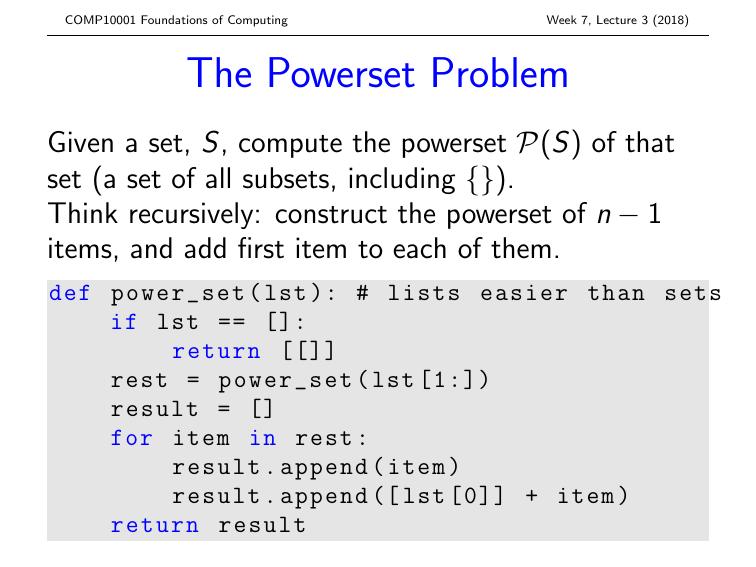 COMP10001 Foundations of Computing Week 7, Lecture 3 (2018)
The Powerset Problem
Given a set, S, compute the powerset 𝒫(S) of that
set (a set of all subsets, including {}).
Think recursively: construct the powerset of n − 1
items, and add first item to each of them.
def power_set(lst): # lists easier than sets
    if lst == []:
        return [[]]
    rest = power_set(lst[1:])
    result = []
    for item in rest:
        result.append(item)
        result.append([lst[0]] + item)
    return result